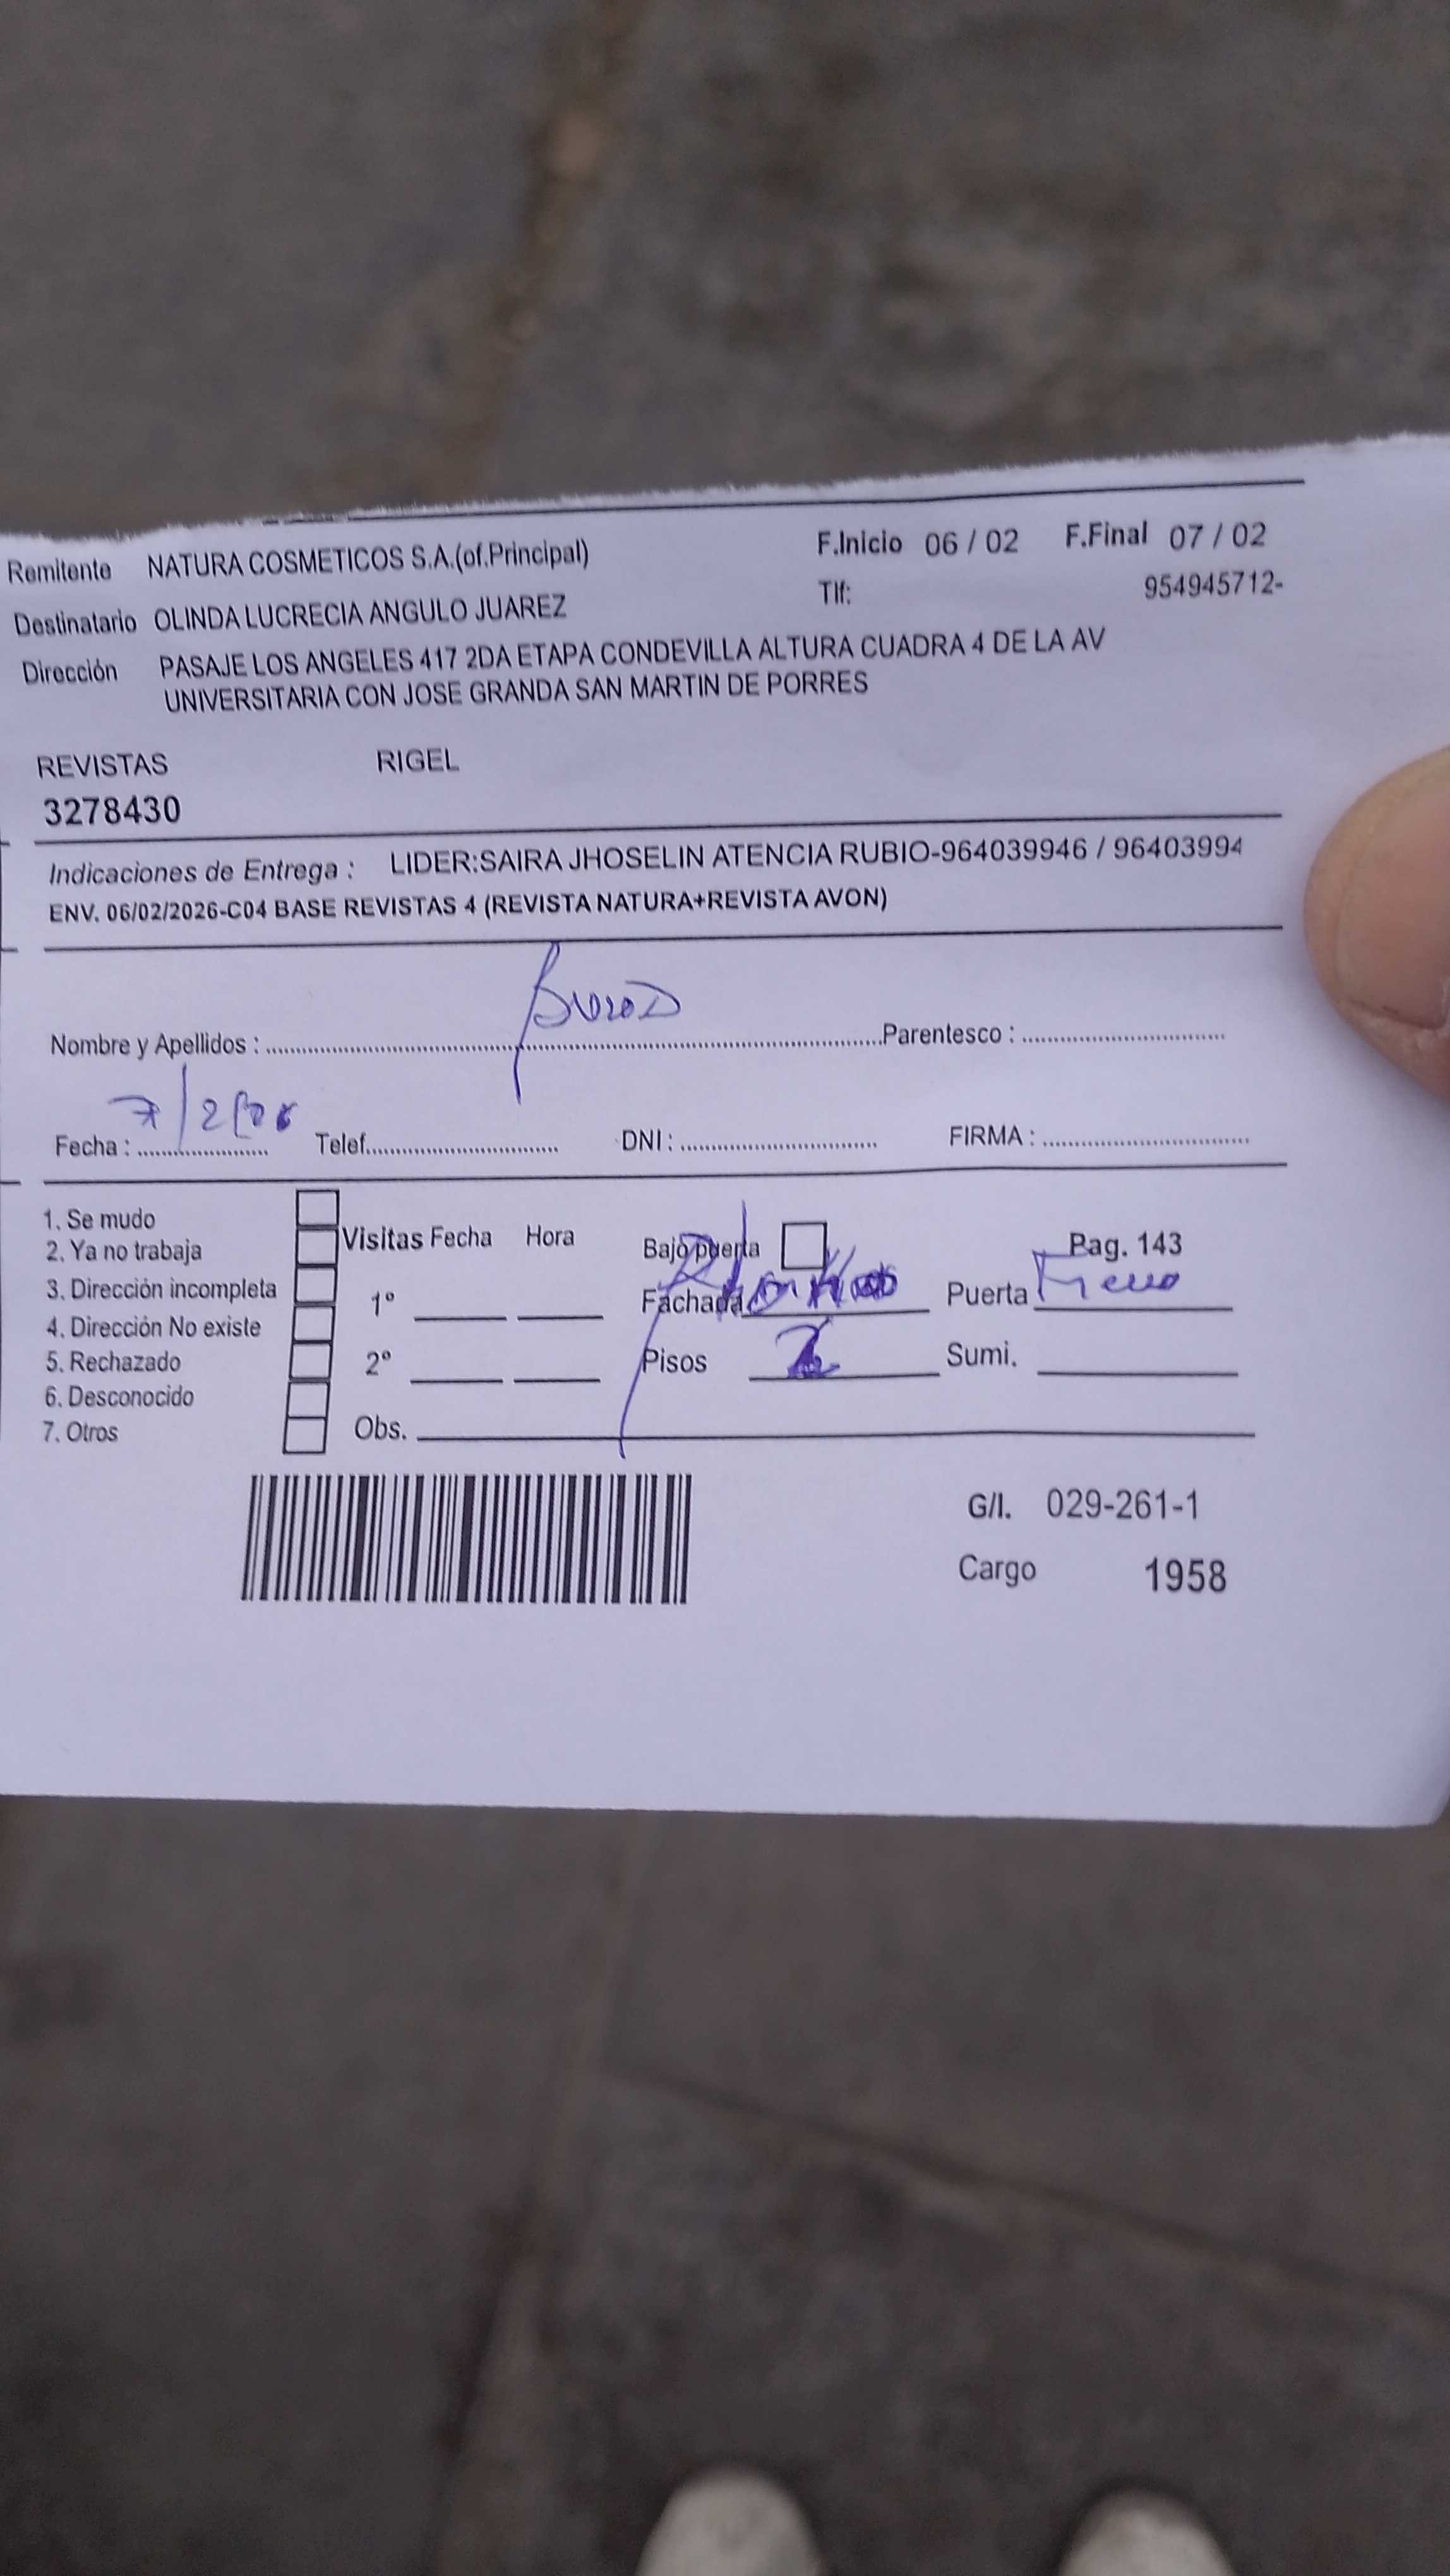 Remitente NATURA COSMETICOS S.A.(of.Principal) F.Inicio 06 / 02 F.Final 07 / 02
Tlf: 954945712-
Destinatario OLINDA LUCRECIA ANGULO JUAREZ
Dirección PASAJE LOS ANGELES 417 2DA ETAPA CONDEVILLA ALTURA CUADRA 4 DE LA AV
UNIVERSITARIA CON JOSE GRANDA SAN MARTIN DE PORRES
REVISTAS RIGEL
3278430
Indicaciones de Entrega : LIDER:SAIRA JHOSELIN ATENCIA RUBIO-964039946 / 96403994
ENV. 06/02/2026-C04 BASE REVISTAS 4 (REVISTA NATURA+REVISTA AVON)
Nombre y Apellidos : Parentesco :
Fecha : 7/2/26 Telef. DNI : FIRMA :
1. Se mudo
2. Ya no trabaja
3. Dirección incompleta
4. Dirección No existe
5. Rechazado
6. Desconocido
7. Otros
Visitas Fecha Hora
1º
2º
Obs.
Bajo puerta Pag. 143
Fachada Puerta
Pisos Sumi.
G/I. 029-261-1
Cargo 1958